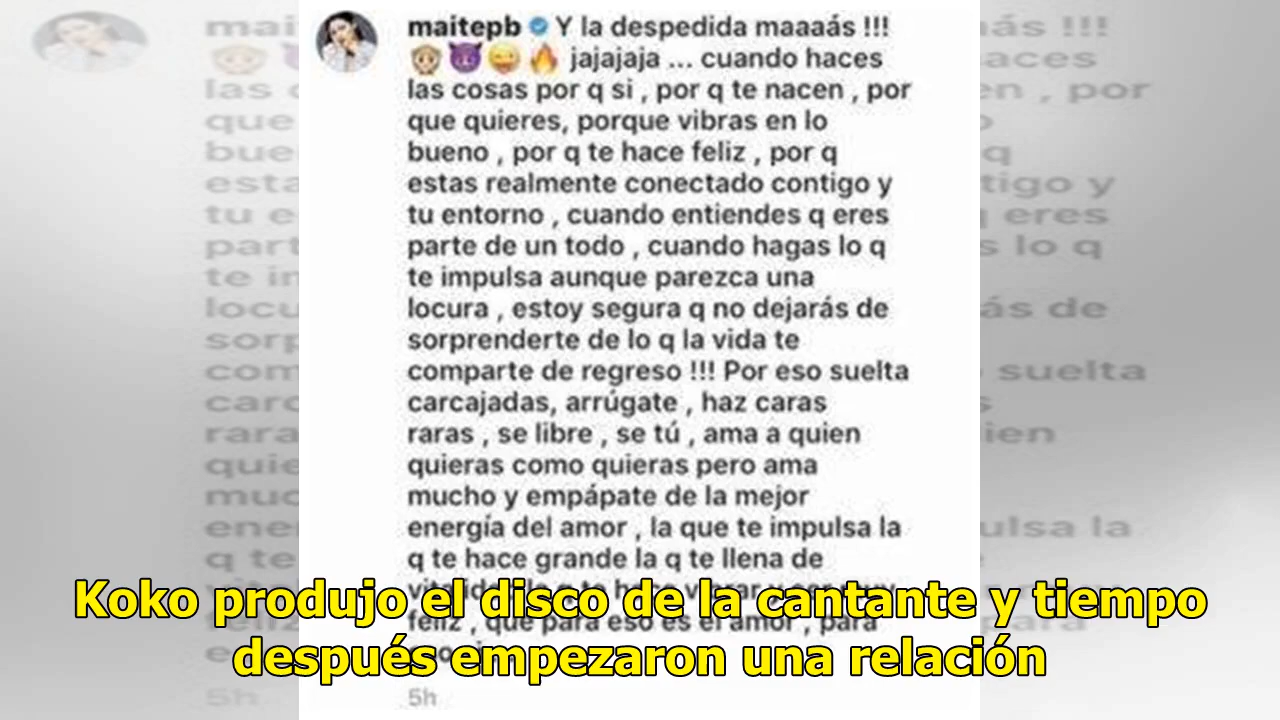 maitepb Y la despedida maaaás !!!
🐵😈😜🔥 jajajaja ... cuando haces
las cosas por q si , por q te nacen , por
que quieres, porque vibras en lo
bueno , por q te hace feliz , por q
estas realmente conectado contigo y
tu entorno , cuando entiendes q eres
parte de un todo , cuando hagas lo q
te impulsa aunque parezca una
locura , estoy segura q no dejarás de
sorprenderte de lo q la vida te
comparte de regreso !!! Por eso suelta
carcajadas, arrúgate , haz caras
raras , se libre , se tú , ama a quien
quieras como quieras pero ama
mucho y empápate de la mejor
energía del amor , la que te impulsa la
q te hace grande la q te llena de
feliz , que para eso es el amor , para
Koko produjo el disco de la cantante y tiempo
después empezaron una relación
5h